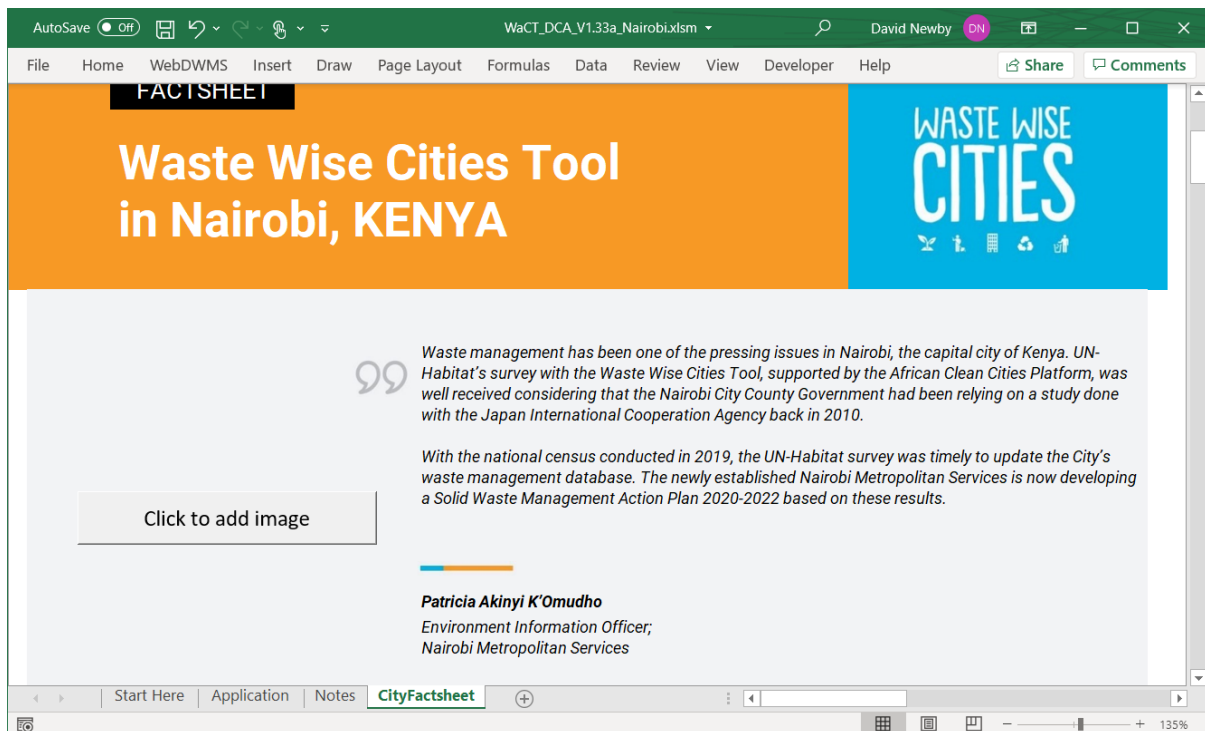 AutoSave Off WaCT_DCA_V1.33a_Nairobi.xlsm David Newby DN
File Home WebDWMS Insert Draw Page Layout Formulas Data Review View Developer Help Share Comments
FACTSHEET
Waste Wise Cities Tool
in Nairobi, KENYA
WASTE WISE
CITIES
Waste management has been one of the pressing issues in Nairobi, the capital city of Kenya. UN-
Habitat's survey with the Waste Wise Cities Tool, supported by the African Clean Cities Platform, was
well received considering that the Nairobi City County Government had been relying on a study done
with the Japan International Cooperation Agency back in 2010.
With the national census conducted in 2019, the UN-Habitat survey was timely to update the City's
waste management database. The newly established Nairobi Metropolitan Services is now developing
a Solid Waste Management Action Plan 2020-2022 based on these results.
Click to add image
Patricia Akinyi K'Omudho
Environment Information Officer;
Nairobi Metropolitan Services
Start Here Application Notes CityFactsheet
135%